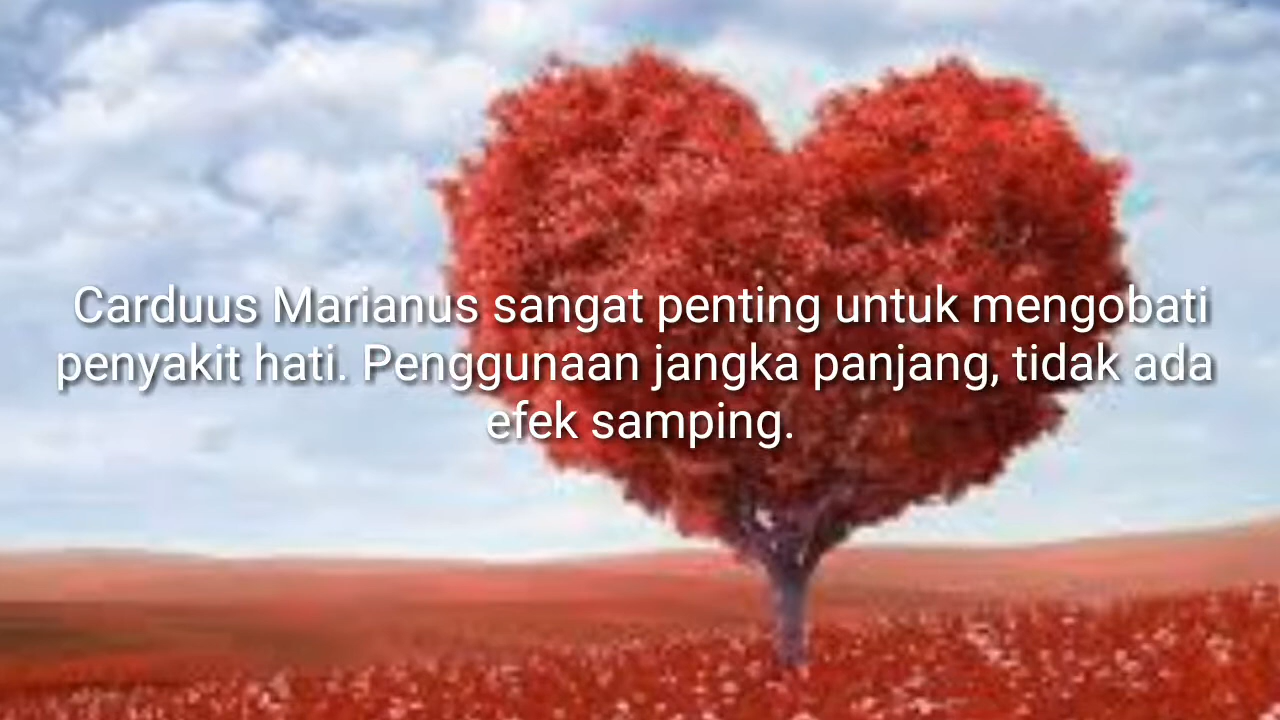 Carduus Marianus sangat penting untuk mengobati
penyakit hati. Penggunaan jangka panjang, tidak ada
efek samping.